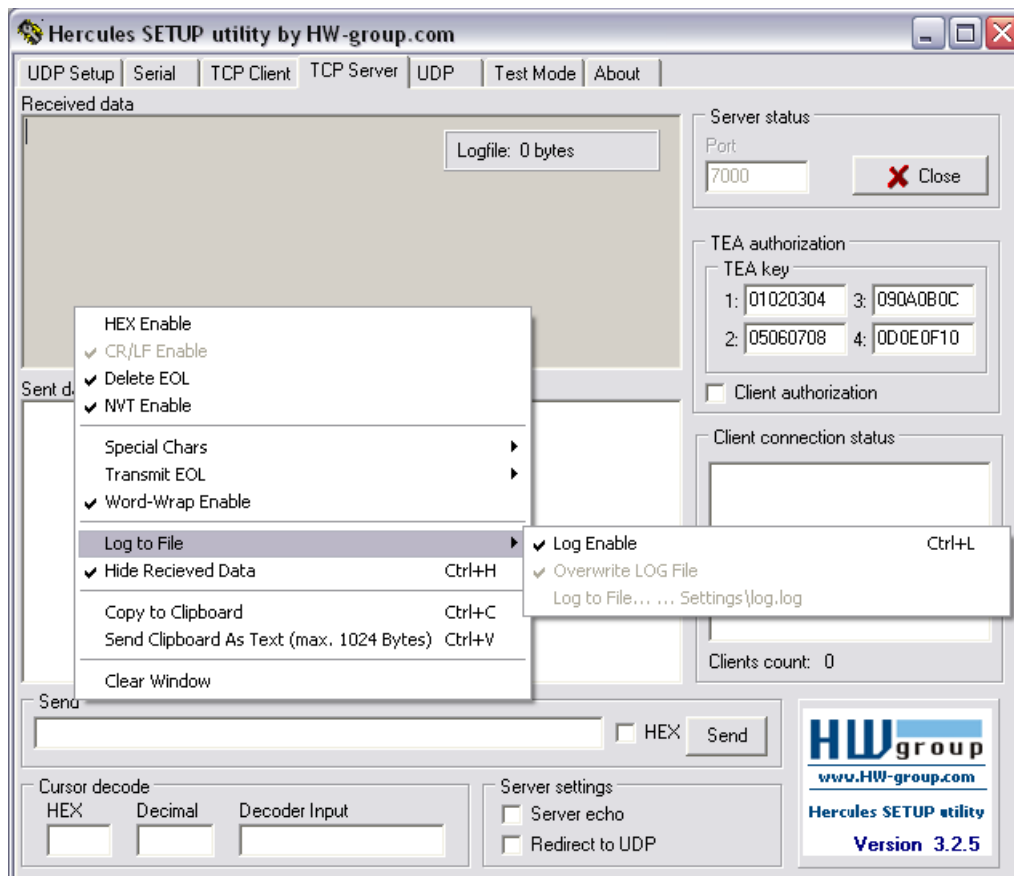 Hercules SETUP utility by HW-group.com
UDP Setup Serial TCP Client TCP Server UDP Test Mode About
Received data
Logfile: 0 bytes
Server status
Port
7000
Close
TEA authorization
TEA key
1: 01020304 3: 090A0B0C
2: 05060708 4: 0D0E0F10
Client authorization
Client connection status
Clients count: 0
HEX Enable
CR/LF Enable
Delete EOL
NVT Enable
Sent
Special Chars
Transmit EOL
Word-Wrap Enable
Log to File
Hide Recieved Data Ctrl+H
Copy to Clipboard Ctrl+C
Send Clipboard As Text (max. 1024 Bytes) Ctrl+V
Clear Window
Log Enable Ctrl+L
Overwrite LOG File
Log to File... ... Settings\log.log
Send
HEX Send
Cursor decode
HEX Decimal Decoder Input
Server settings
Server echo
Redirect to UDP
HW group
www.HW-group.com
Hercules SETUP utility
Version 3.2.5